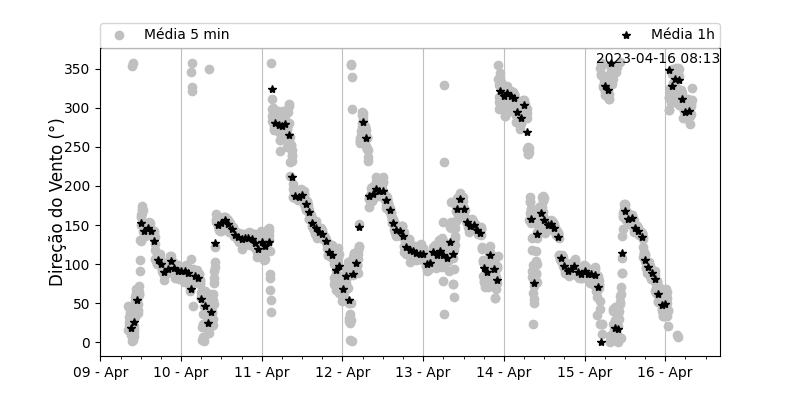 Média 5 min
Média 1h
2023-04-16 08:13
Direção do Vento (°)
350
300
250
200
150
100
50
0
09 - Apr
10 - Apr
11 - Apr
12 - Apr
13 - Apr
14 - Apr
15 - Apr
16 - Apr